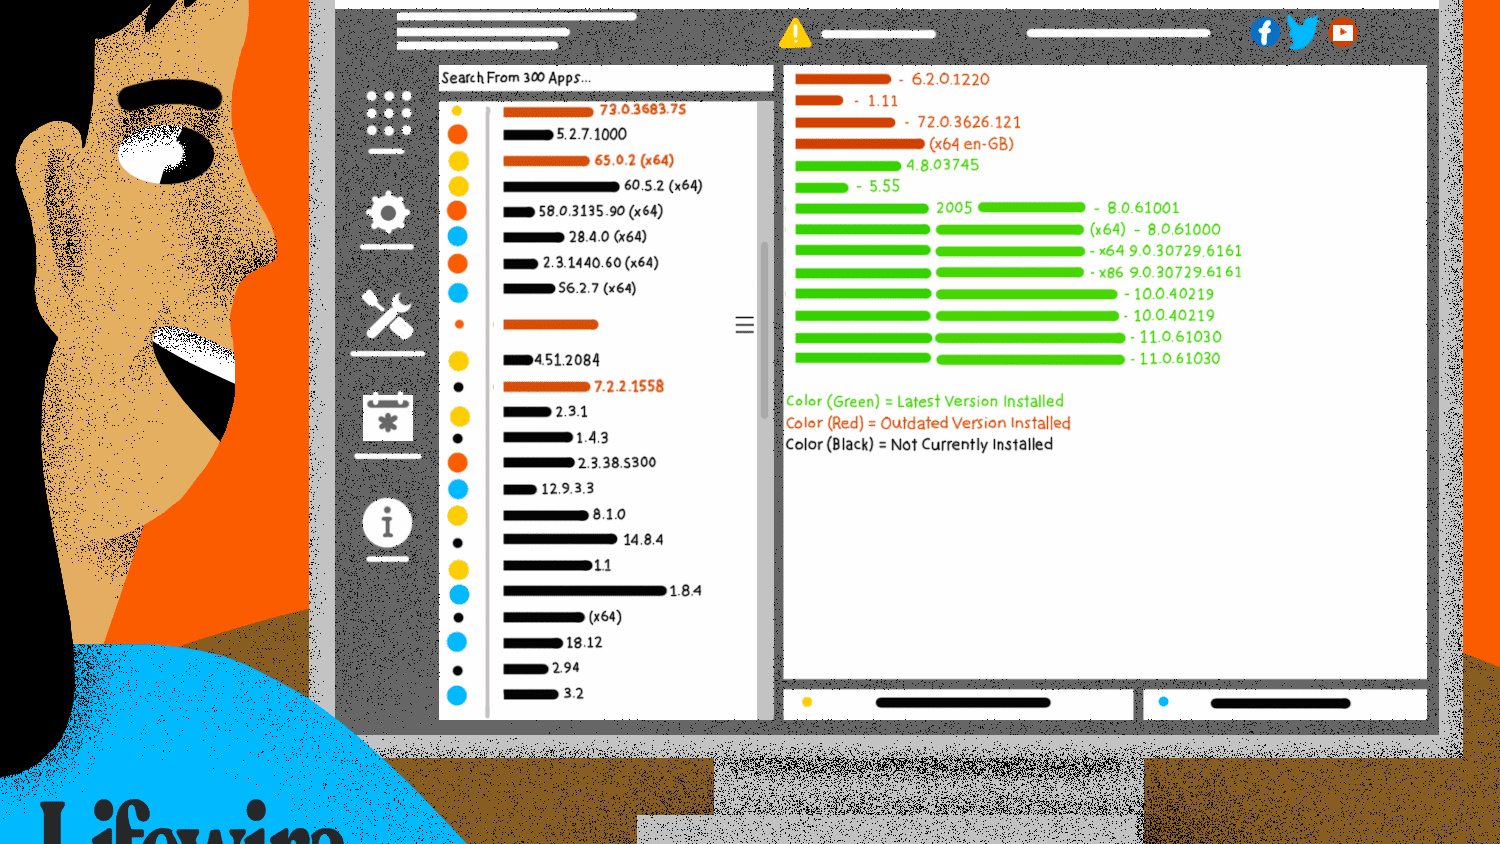 Search From 300 Apps...
73.0.3683.75
5.2.7.1000
65.0.2 (x64)
60.5.2 (x64)
58.0.3135.90 (x64)
28.4.0 (x64)
2.3.1440.60 (x64)
56.2.7 (x64)
4.51.2084
7.2.2.1558
2.3.1
1.4.3
2.3.38.5300
12.9.3.3
8.1.0
14.8.4
1.1
1.8.4
(x64)
18.12
2.94
3.2
- 6.2.0.1220
- 1.11
- 72.0.3626.121
(x64 en-GB)
4.8.03745
- 5.55
2005 - 8.0.61001
(x64) - 8.0.61000
- x64 9.0.30729.6161
- x86 9.0.30729.6161
- 10.0.40219
- 10.0.40219
- 11.0.61030
- 11.0.61030
Color (Green) = Latest Version Installed
Color (Red) = Outdated Version Installed
Color (Black) = Not Currently Installed
Lifewire